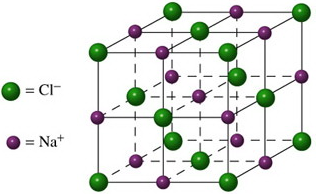 = Cl⁻
= Na⁺